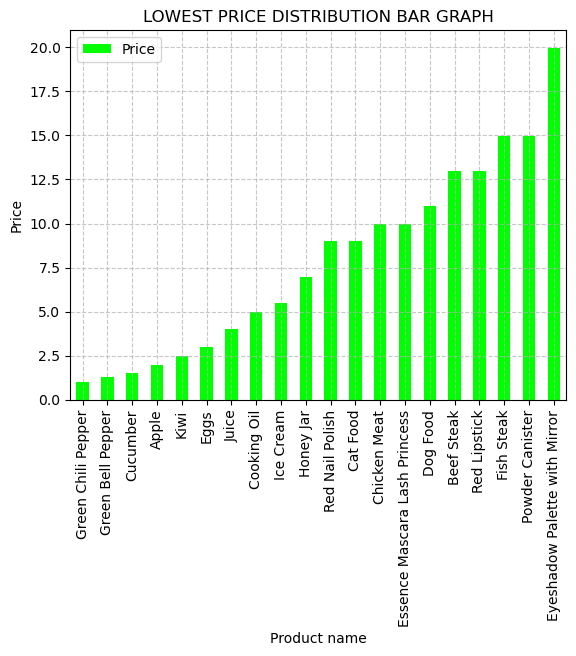 LOWEST PRICE DISTRIBUTION BAR GRAPH
Price
20.0
17.5
15.0
12.5
10.0
7.5
5.0
2.5
0.0
Price
Green Chili Pepper
Green Bell Pepper
Cucumber
Apple
Kiwi
Eggs
Juice
Cooking Oil
Ice Cream
Honey Jar
Red Nail Polish
Cat Food
Chicken Meat
Essence Mascara Lash Princess
Dog Food
Beef Steak
Red Lipstick
Fish Steak
Powder Canister
Eyeshadow Palette with Mirror
Product name